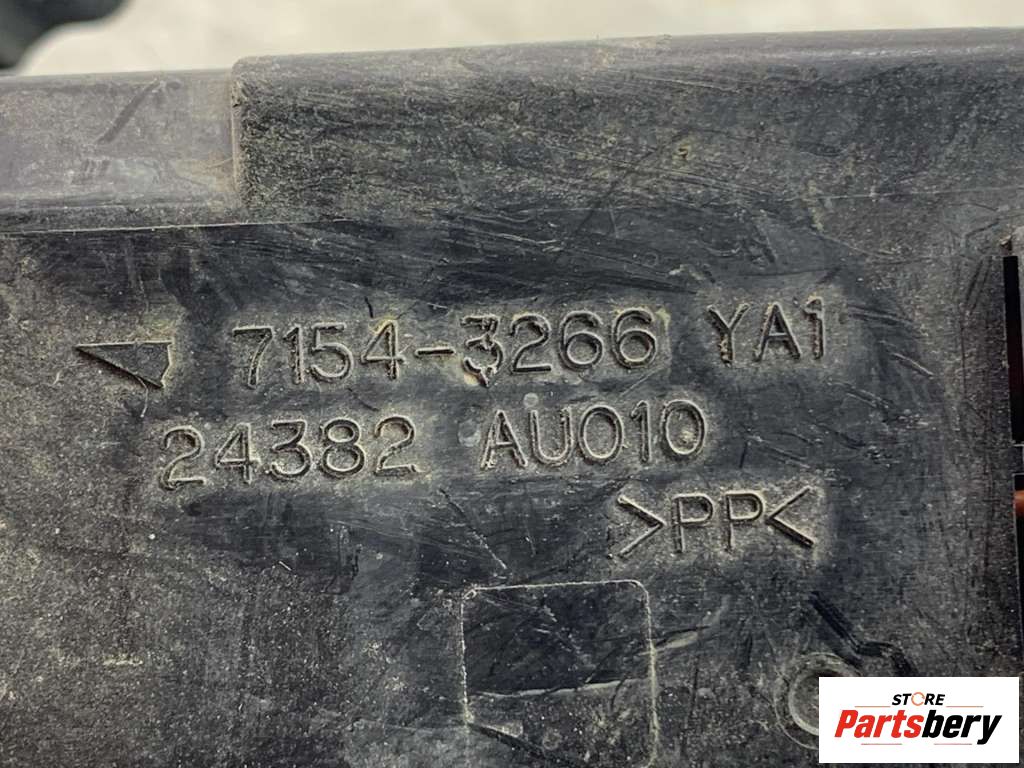 7154-3266 YA1
24382 AU010
>PP<
STORE
Partsbery